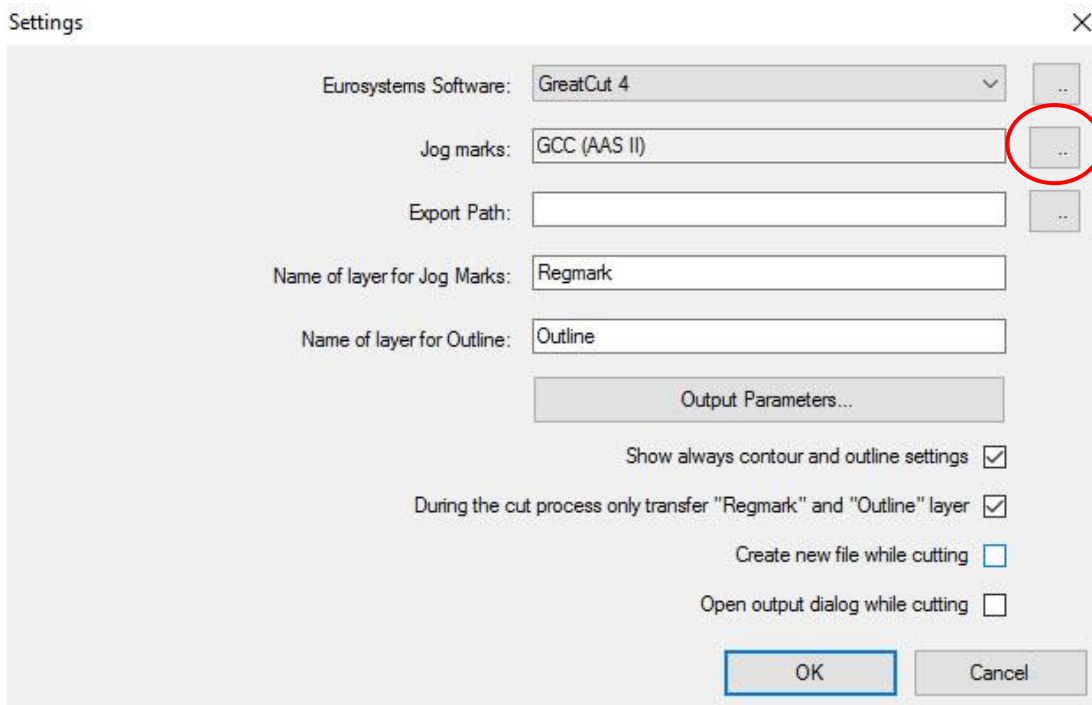 Settings
Eurosystems Software: GreatCut 4 ..
Jog marks: GCC (AAS II) ..
Export Path: ..
Name of layer for Jog Marks: Regmark
Name of layer for Outline: Outline
Output Parameters...
Show always contour and outline settings
During the cut process only transfer "Regmark" and "Outline" layer
Create new file while cutting
Open output dialog while cutting
OK Cancel